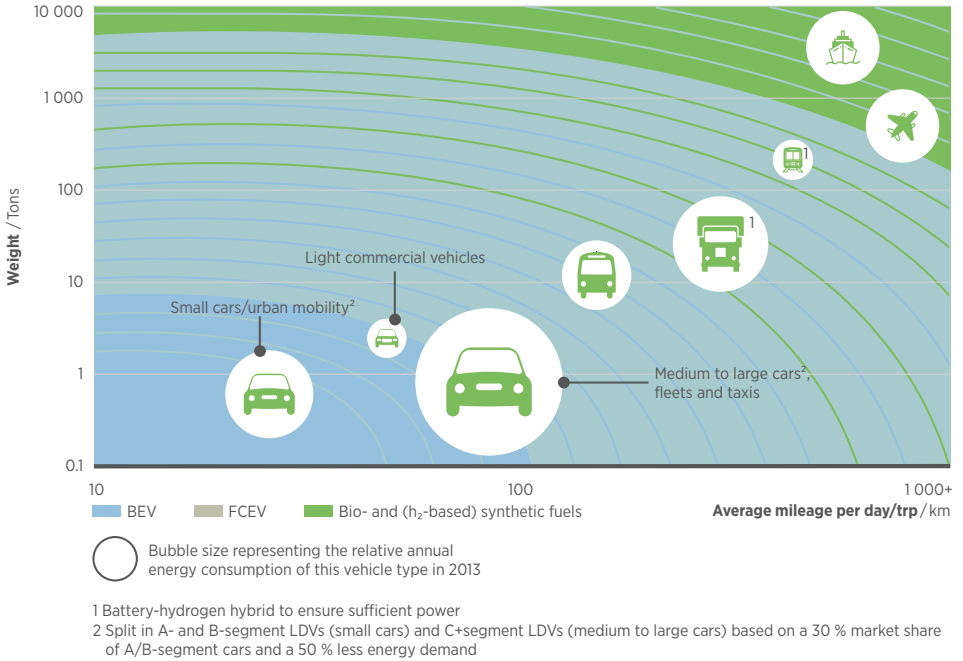 10 000
1 000
100
10
1
0.1
Weight / Tons
Light commercial vehicles
Small cars/urban mobility²
1
1
Medium to large cars²,
fleets and taxis
10
100
1 000+
BEV
FCEV
Bio- and (h₂-based) synthetic fuels
Average mileage per day/trp / km
Bubble size representing the relative annual
energy consumption of this vehicle type in 2013
1 Battery-hydrogen hybrid to ensure sufficient power
2 Split in A- and B-segment LDVs (small cars) and C+segment LDVs (medium to large cars) based on a 30 % market share
of A/B-segment cars and a 50 % less energy demand